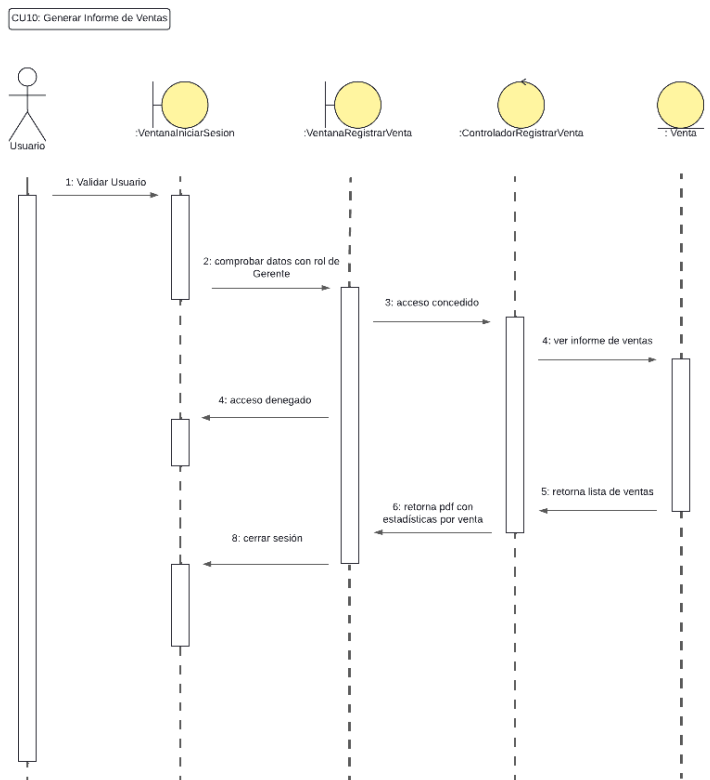 CU10: Generar Informe de Ventas
Usuario
:VentanaIniciarSesion
:VentanaRegistrarVenta
:ControladorRegistrarVenta
: Venta
1: Validar Usuario
2: comprobar datos con rol de
Gerente
3: acceso concedido
4: ver informe de ventas
4: acceso denegado
5: retorna lista de ventas
6: retorna pdf con
estadísticas por venta
8: cerrar sesión